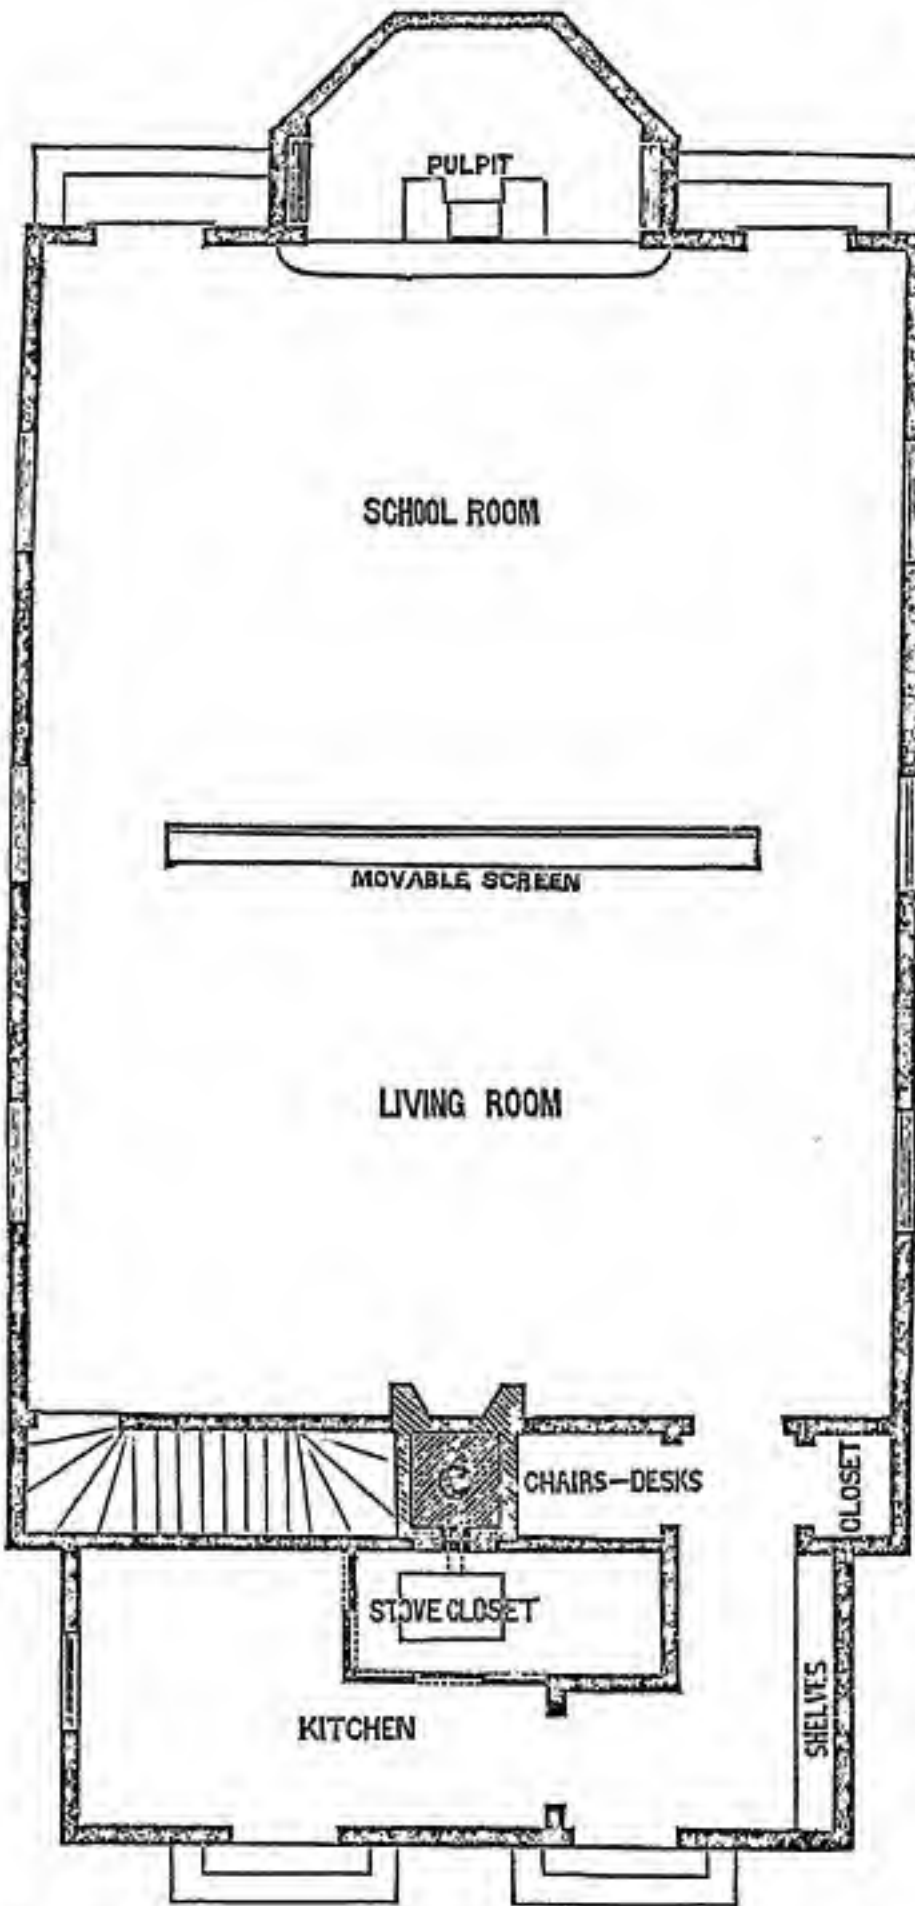 PULPIT
SCHOOL ROOM
MOVABLE SCREEN
LIVING ROOM
CHAIRS-DESKS
CLOSET
STOVE CLOSET
KITCHEN
SHELVES